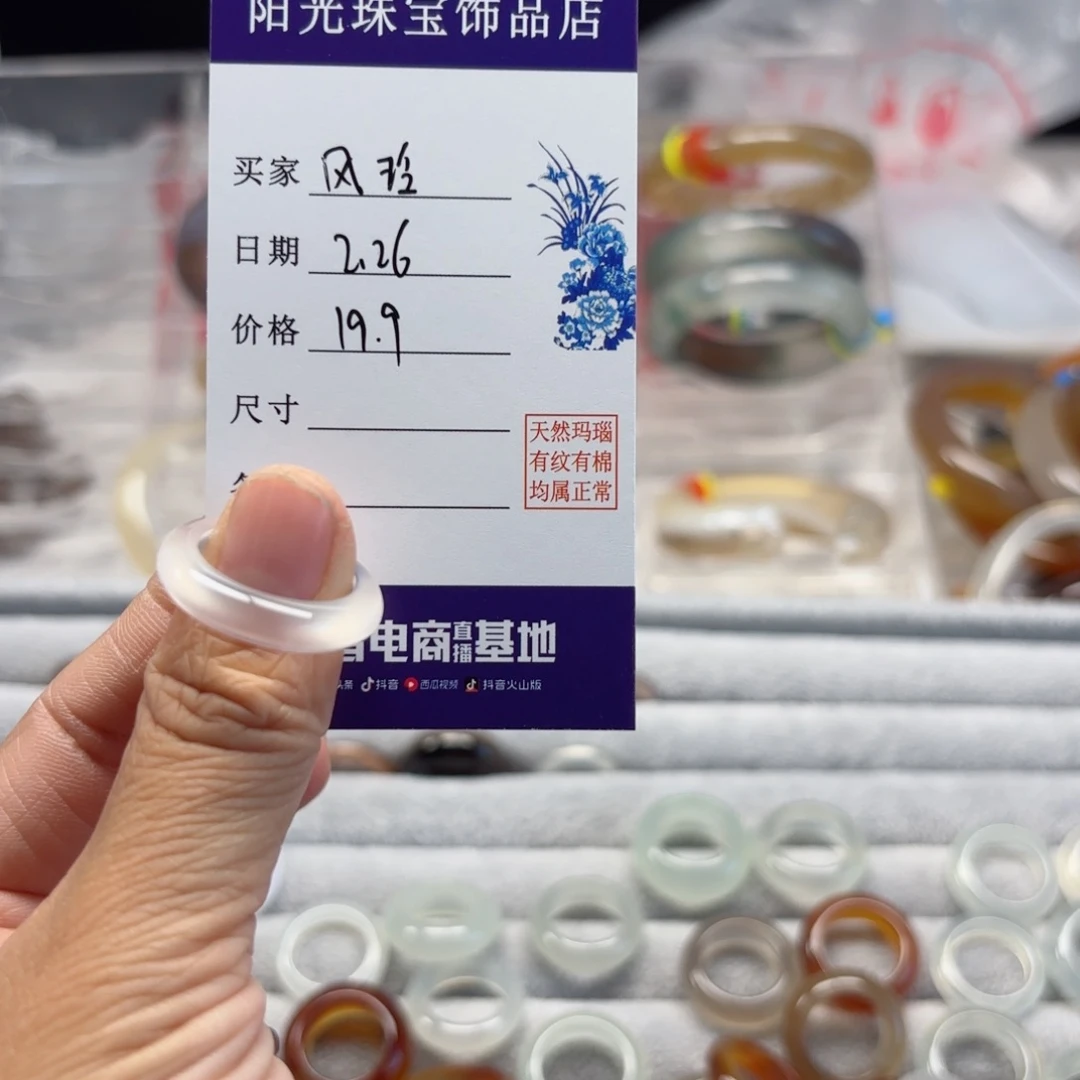 阳光珠宝饰品店
买家 风玲
日期 2.26
价格 19.9
尺寸
天然玛瑙
有纹有棉
均属正常
电商直播基地
头条 抖音 西瓜视频 抖音火山版